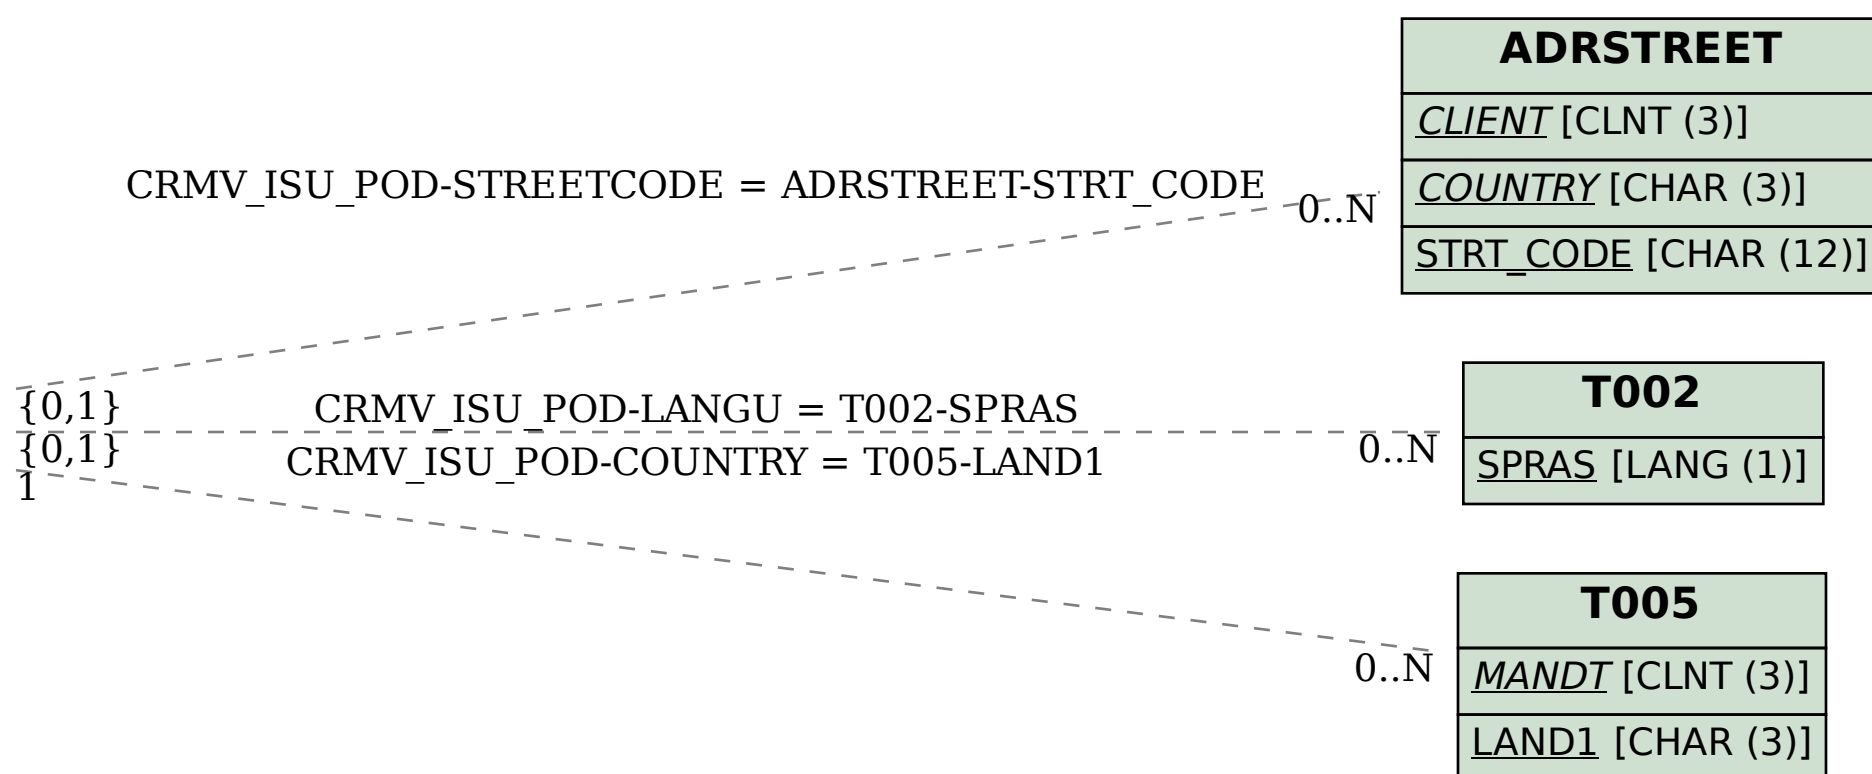 ADRSTREET
CLIENT [CLNT (3)]
COUNTRY [CHAR (3)]
STRT_CODE [CHAR (12)]
CRMV_ISU_POD-STREETCODE = ADRSTREET-STRT_CODE
0..N
{0,1}
CRMV_ISU_POD-LANGU = T002-SPRAS
0..N
{0,1}
CRMV_ISU_POD-COUNTRY = T005-LAND1
1
0..N
T002
SPRAS [LANG (1)]
T005
MANDT [CLNT (3)]
LAND1 [CHAR (3)]